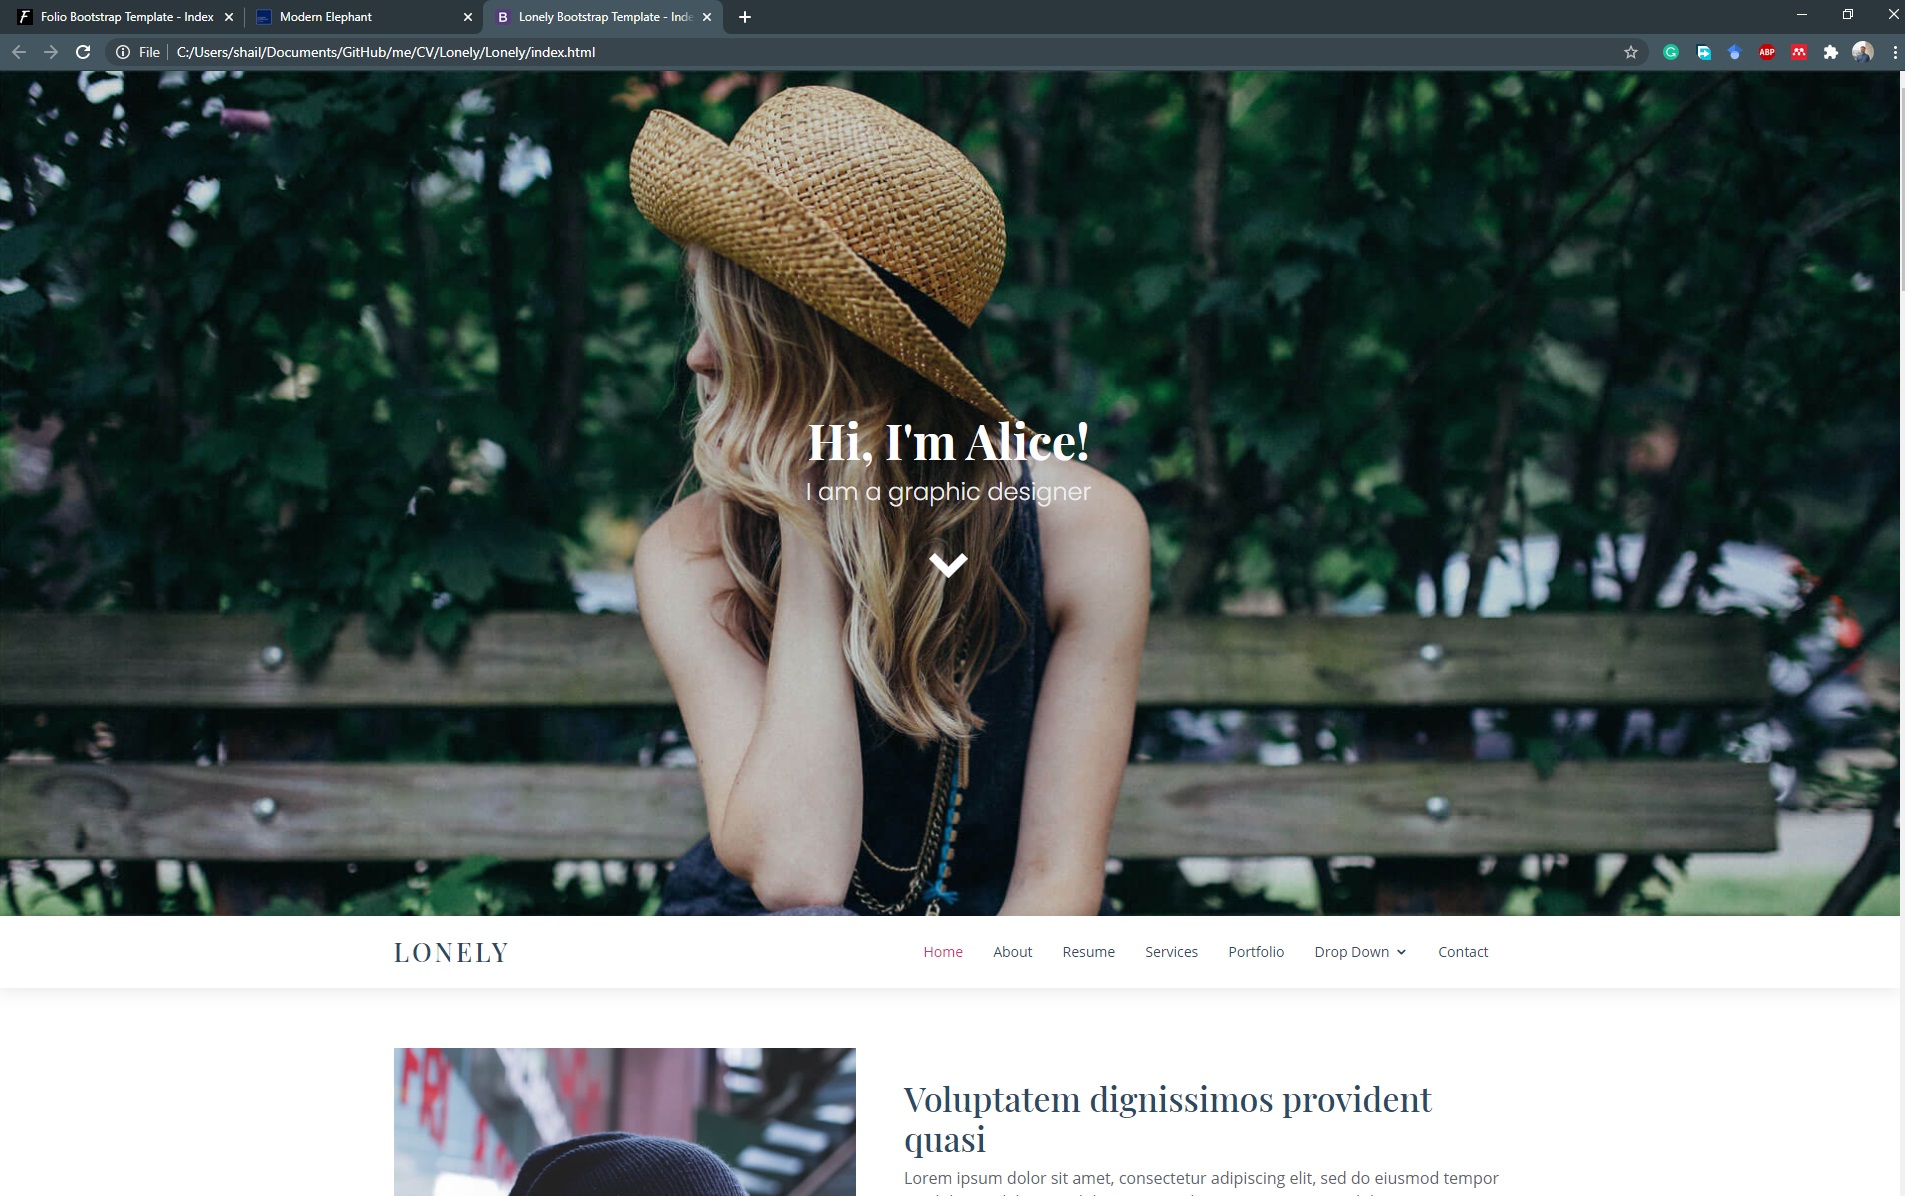 Folio Bootstrap Template - Index
Modern Elephant
Lonely Bootstrap Template - Inde
File
C:/Users/shail/Documents/GitHub/me/CV/Lonely/Lonely/index.html
ABP
Hi, I'm Alice!
I am a graphic designer
LONELY
Home
About
Resume
Services
Portfolio
Drop Down
Contact
Voluptatem dignissimos provident
quasi
Lorem ipsum dolor sit amet, consectetur adipiscing elit, sed do eiusmod tempor